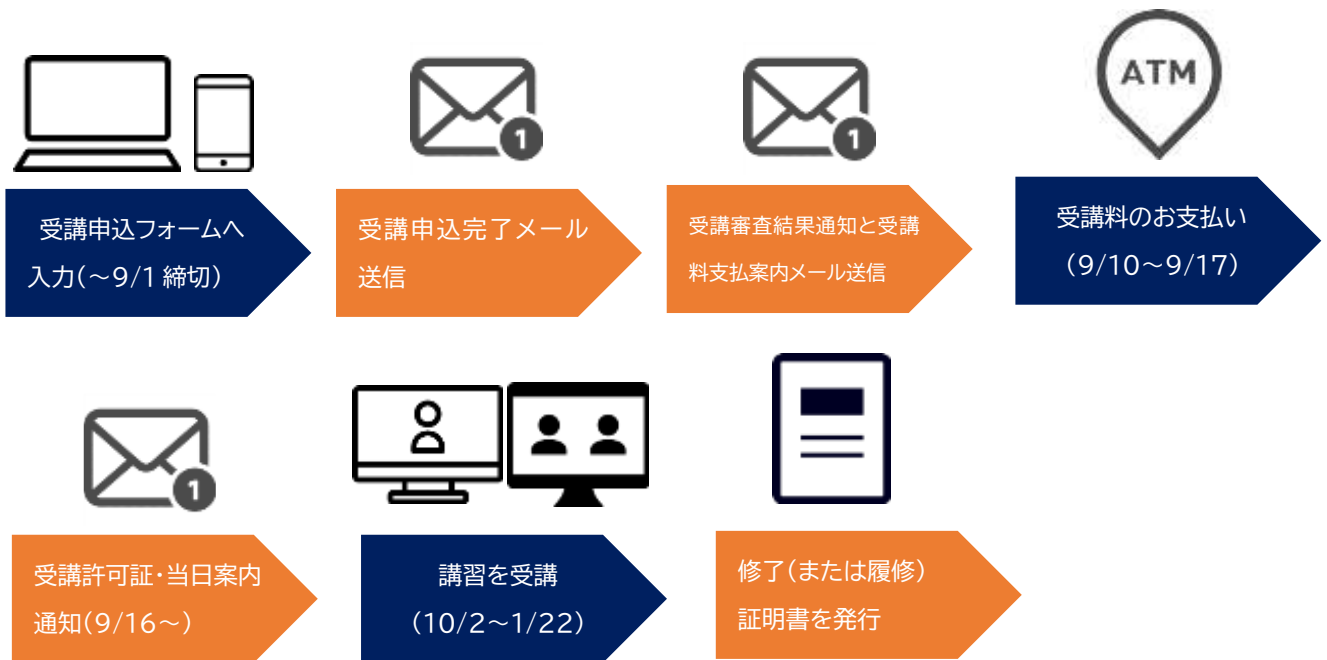 1
1
ATM
受講申込フォームへ
入力(～9/1 締切)
受講申込完了メール
送信
受講審査結果通知と受講
料支払案内メール送信
受講料のお支払い
(9/10～9/17)
1
受講許可証・当日案内
通知(9/16～)
講習を受講
(10/2～1/22)
修了(または履修)
証明書を発行